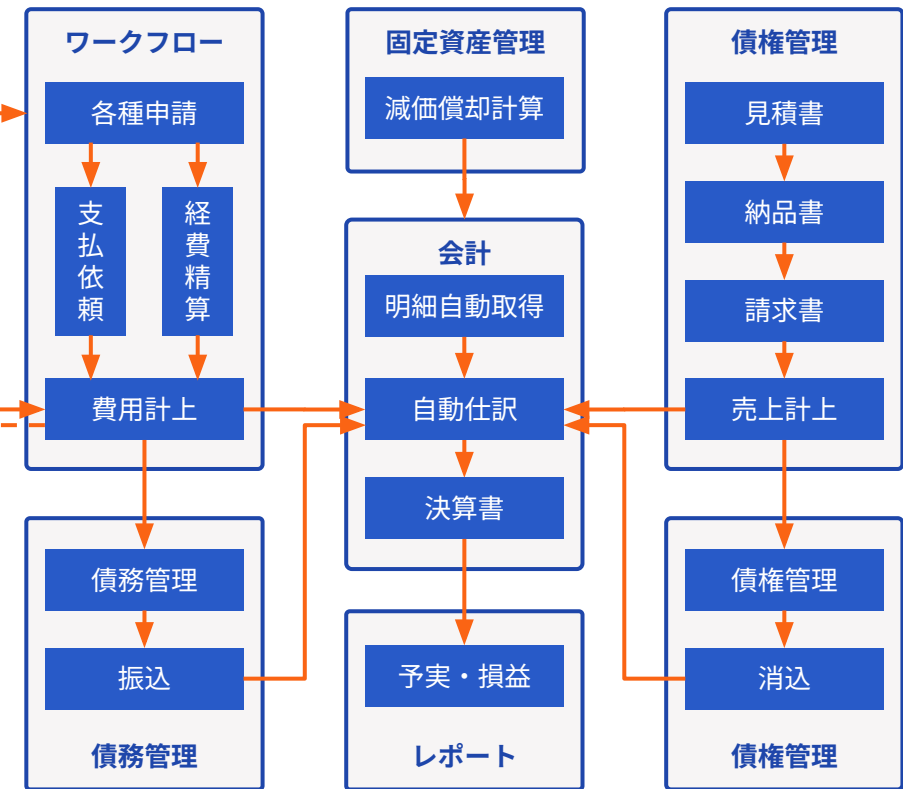 ワークフロー
各種申請
支払依頼
経費精算
費用計上
債務管理
振込
債務管理
固定資産管理
減価償却計算
会計
明細自動取得
自動仕訳
決算書
予実・損益
レポート
債権管理
見積書
納品書
請求書
売上計上
債権管理
消込
債権管理